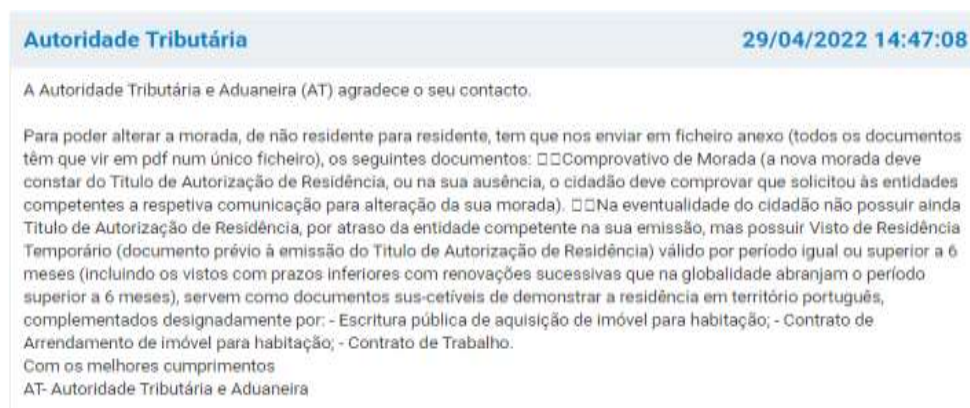 Autoridade Tributária 29/04/2022 14:47:08
A Autoridade Tributária e Aduaneira (AT) agradece o seu contacto.
Para poder alterar a morada, de não residente para residente, tem que nos enviar em ficheiro anexo (todos os documentos
têm que vir em pdf num único ficheiro), os seguintes documentos: □□Comprovativo de Morada (a nova morada deve
constar do Titulo de Autorização de Residência, ou na sua ausência, o cidadão deve comprovar que solicitou às entidades
competentes a respetiva comunicação para alteração da sua morada). □□Na eventualidade do cidadão não possuir ainda
Titulo de Autorização de Residência, por atraso da entidade competente na sua emissão, mas possuir Visto de Residência
Temporário (documento prévio à emissão do Titulo de Autorização de Residência) válido por período igual ou superior a 6
meses (incluindo os vistos com prazos inferiores com renovações sucessivas que na globalidade abranjam o período
superior a 6 meses), servem como documentos sus-cetíveis de demonstrar a residência em território português,
complementados designadamente por: - Escritura pública de aquisição de imóvel para habitação; - Contrato de
Arrendamento de imóvel para habitação; - Contrato de Trabalho.
Com os melhores cumprimentos
AT- Autoridade Tributária e Aduaneira